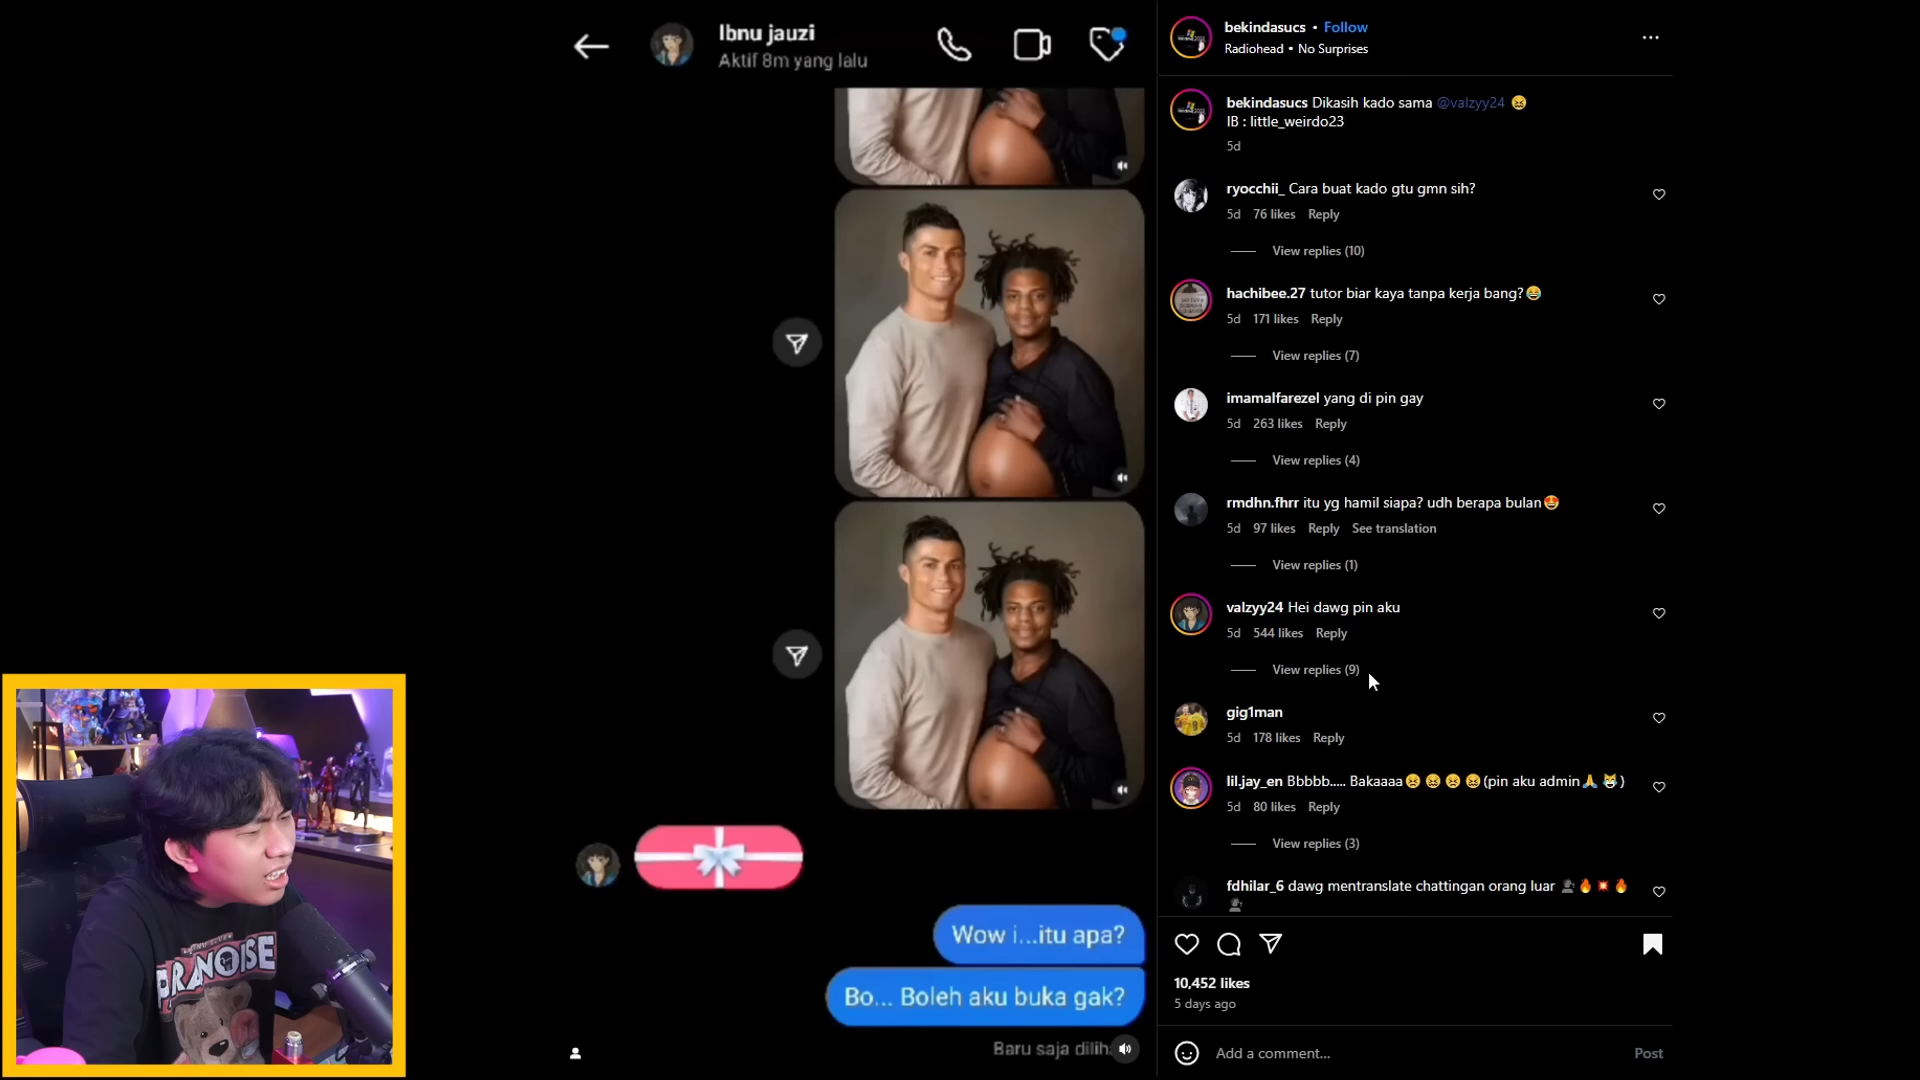 Ibnu jauzi
Aktif 8m yang lalu
Wow i...itu apa?
Bo... Boleh aku buka gak?
Baru saja dilih
bekindasucs • Follow
Radiohead • No Surprises
bekindasucs Dikasih kado sama @valzyy24 😖
IB : little_weirdo23
5d
ryocchii_ Cara buat kado gtu gmn sih?
5d 76 likes Reply
View replies (10)
hachibee.27 tutor biar kaya tanpa kerja bang?😂
5d 171 likes Reply
View replies (7)
imamalfarezel yang di pin gay
5d 263 likes Reply
View replies (4)
rmdhn.fhrr itu yg hamil siapa? udh berapa bulan🤩
5d 97 likes Reply See translation
View replies (1)
valzyy24 Hei dawg pin aku
5d 544 likes Reply
View replies (9)
gig1man
5d 178 likes Reply
lil.jay_en Bbbbb..... Bakaaaa😣😖😣😖(pin aku admin🙏😹)
5d 80 likes Reply
View replies (3)
fdhilar_6 dawg mentranslate chattingan orang luar 🗣🔥💥🔥
🗣
10,452 likes
5 days ago
Add a comment... Post